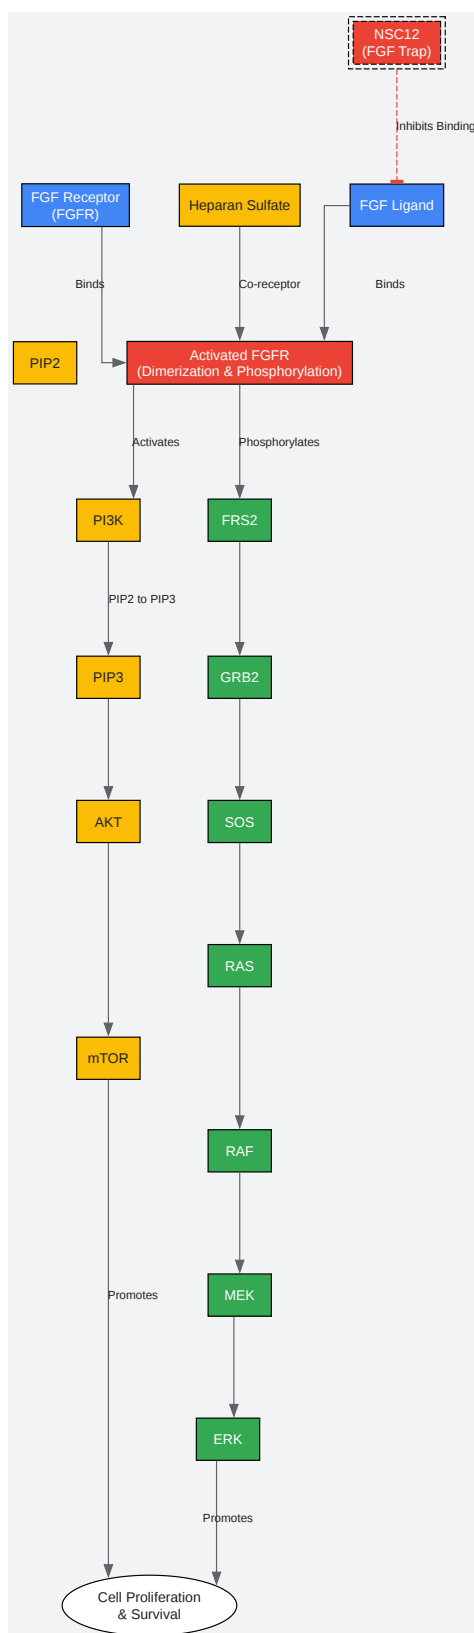 NSC12
(FGF Trap)
Inhibits Binding
FGF Receptor
(FGFR)
Heparan Sulfate
FGF Ligand
Binds
Co-receptor
Binds
PIP2
Activated FGFR
(Dimerization & Phosphorylation)
Activates
Phosphorylates
PI3K
FRS2
PIP2 to PIP3
PIP3
GRB2
AKT
SOS
RAS
mTOR
RAF
Promotes
MEK
ERK
Promotes
Cell Proliferation
& Survival